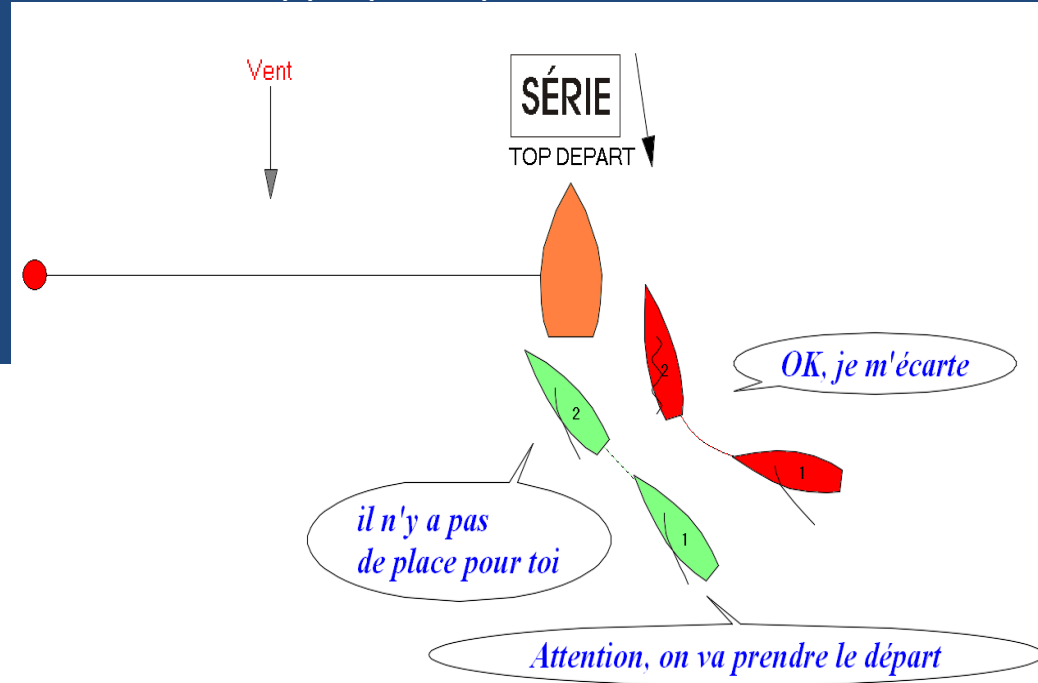 Vent
SÉRIE
TOP DEPART
2
OK, je m'écarte
2
1
il n'y a pas
de place pour toi
1
Attention, on va prendre le départ